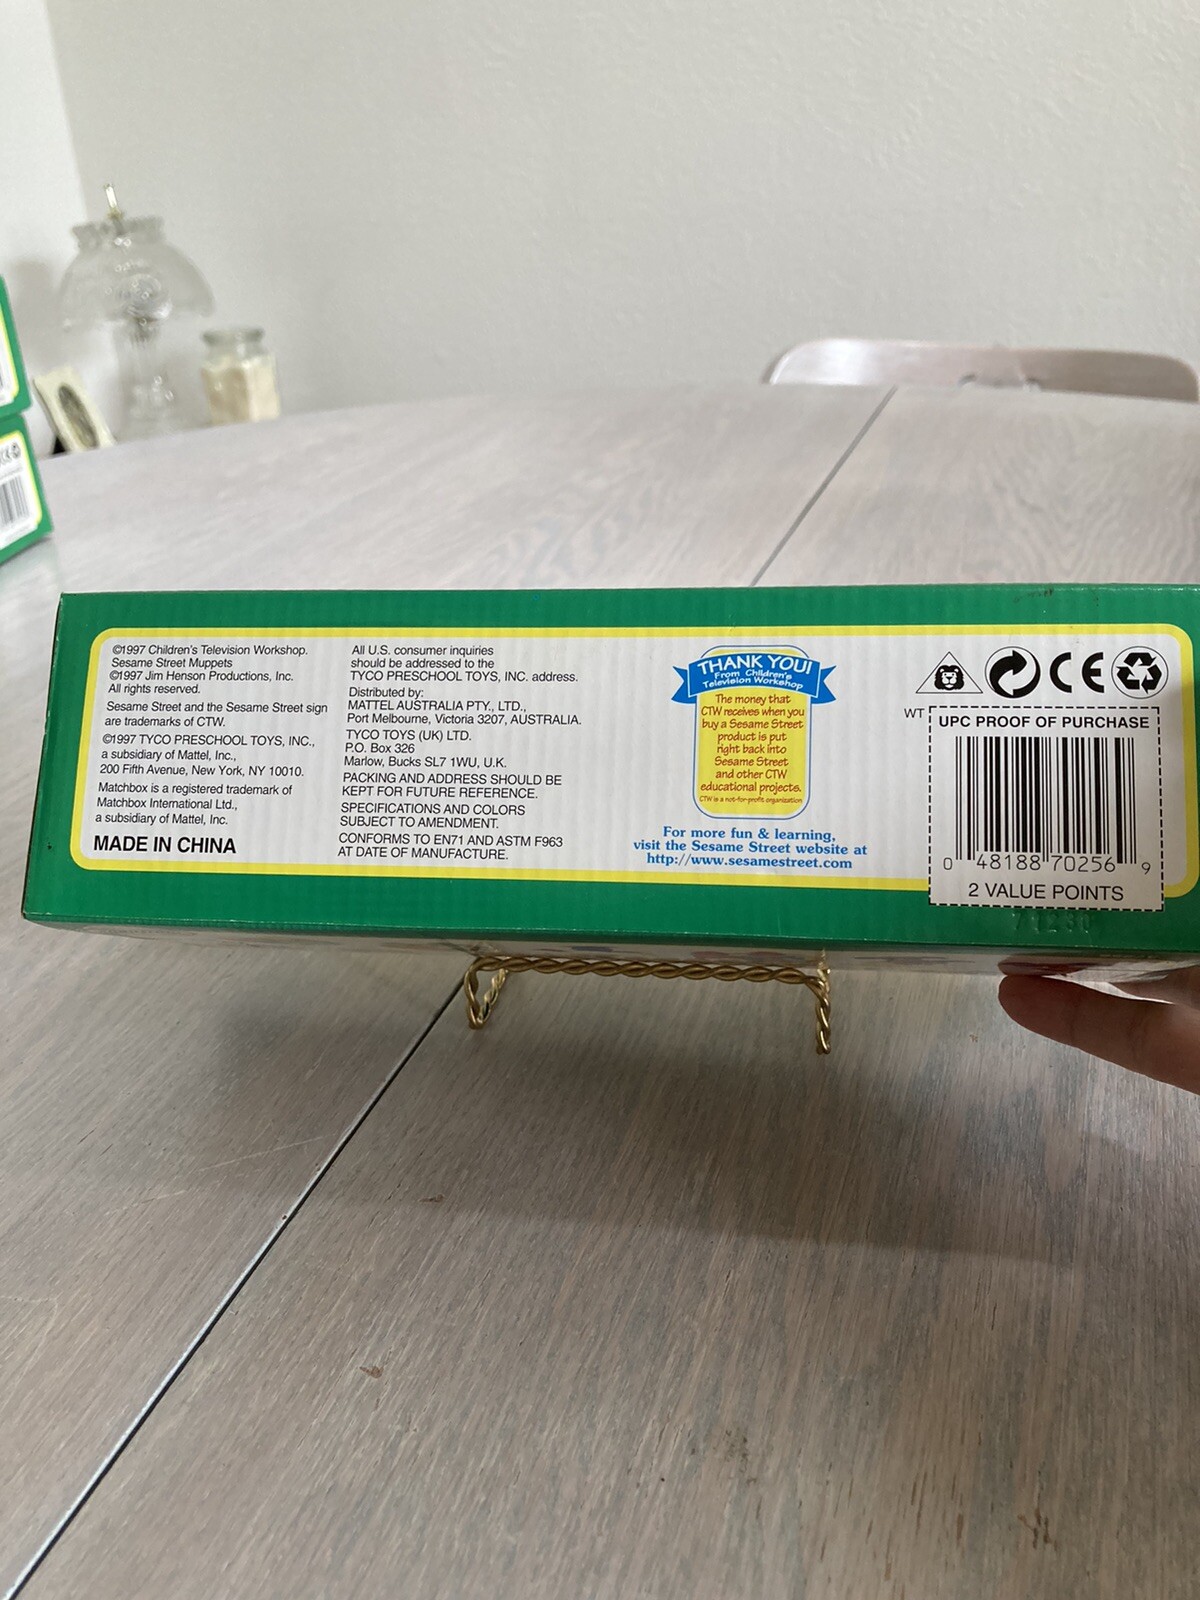 ©1997 Children's Television Workshop.
Sesame Street Muppets
©1997 Jim Henson Productions, Inc.
All rights reserved.
Sesame Street and the Sesame Street sign
are trademarks of CTW.
©1997 TYCO PRESCHOOL TOYS, INC.,
a subsidiary of Mattel, Inc.,
200 Fifth Avenue, New York, NY 10010.
Matchbox is a registered trademark of
Matchbox International Ltd.,
a subsidiary of Mattel, Inc.
MADE IN CHINA
All U.S. consumer inquiries
should be addressed to the
TYCO PRESCHOOL TOYS, INC. address.
Distributed by:
MATTEL AUSTRALIA PTY., LTD.,
Port Melbourne, Victoria 3207, AUSTRALIA.
TYCO TOYS (UK) LTD.
P.O. Box 326
Marlow, Bucks SL7 1WU, U.K.
PACKING AND ADDRESS SHOULD BE
KEPT FOR FUTURE REFERENCE.
SPECIFICATIONS AND COLORS
SUBJECT TO AMENDMENT.
CONFORMS TO EN71 AND ASTM F963
AT DATE OF MANUFACTURE.
THANK YOU!
From Children's
Television Workshop
The money that
CTW receives when you
buy a Sesame Street
product is put
right back into
Sesame Street
and other CTW
educational projects.
CTW is a not-for-profit organization
For more fun & learning,
visit the Sesame Street website at
http://www.sesamestreet.com
CE
WT
UPC PROOF OF PURCHASE
0 48188 70256 9
2 VALUE POINTS